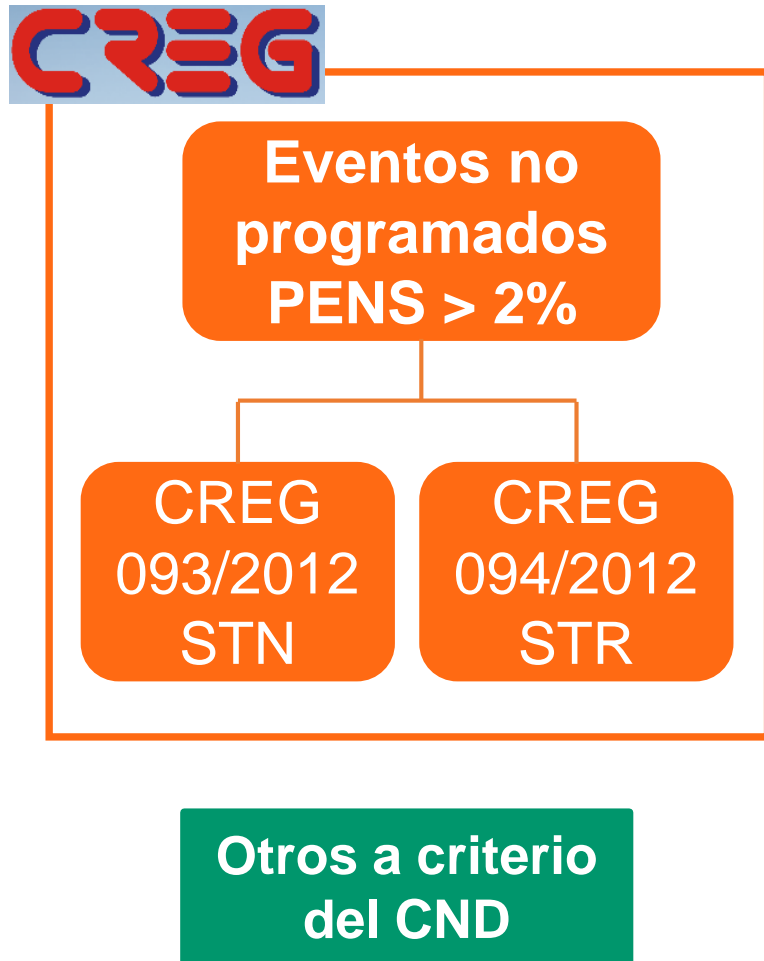 CREG
Eventos no
programados
PENS > 2%
CREG
093/2012
STN
CREG
094/2012
STR
Otros a criterio
del CND